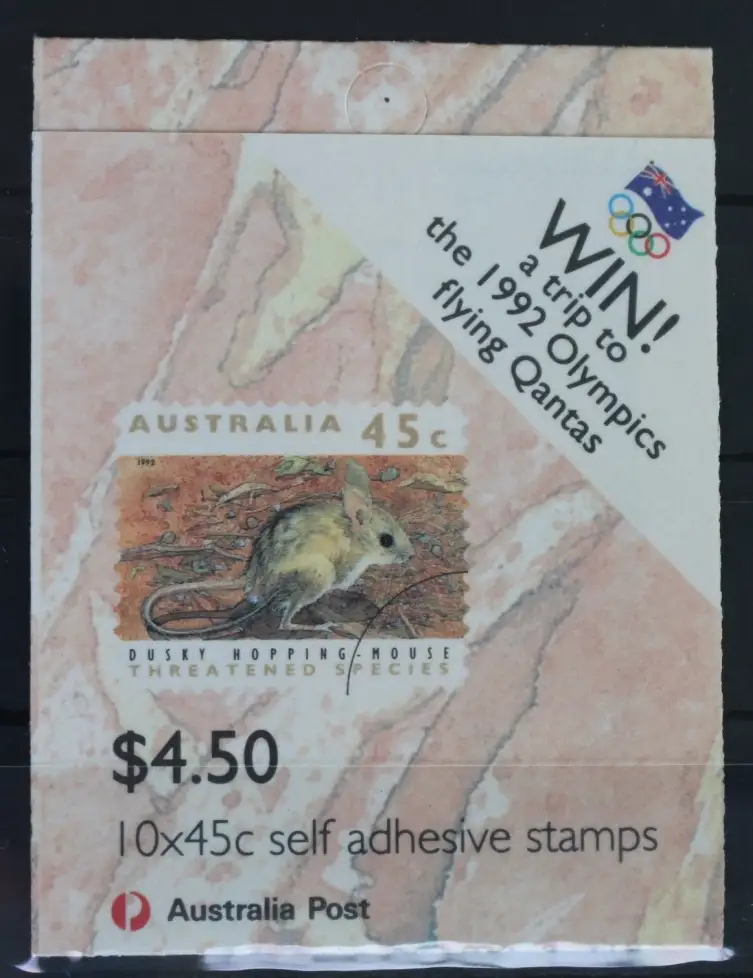 WIN!
a trip to
the 1992 Olympics
flying Qantas
AUSTRALIA 45c
1992
DUSKY HOPPING-MOUSE
THREATENED SPECIES
$4.50
10x45c self adhesive stamps
Australia Post